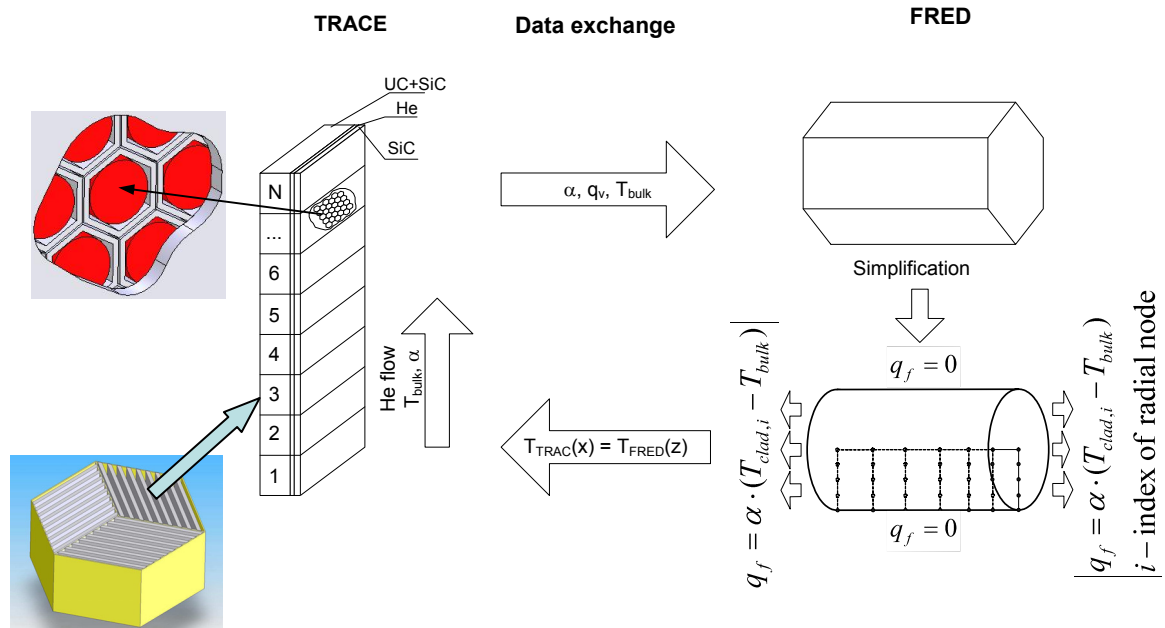 TRACE
Data exchange
FRED
UC+SiC
He
SiC
N
...
6
5
4
3
2
1
He flow
T_bulk, α
α, q_v, T_bulk
T_TRAC(x) = T_FRED(z)
Simplification
q_f = 0
q_f = α · (T_clad,i − T_bulk)
q_f = 0
q_f = α · (T_clad,i − T_bulk)
i − index of radial node